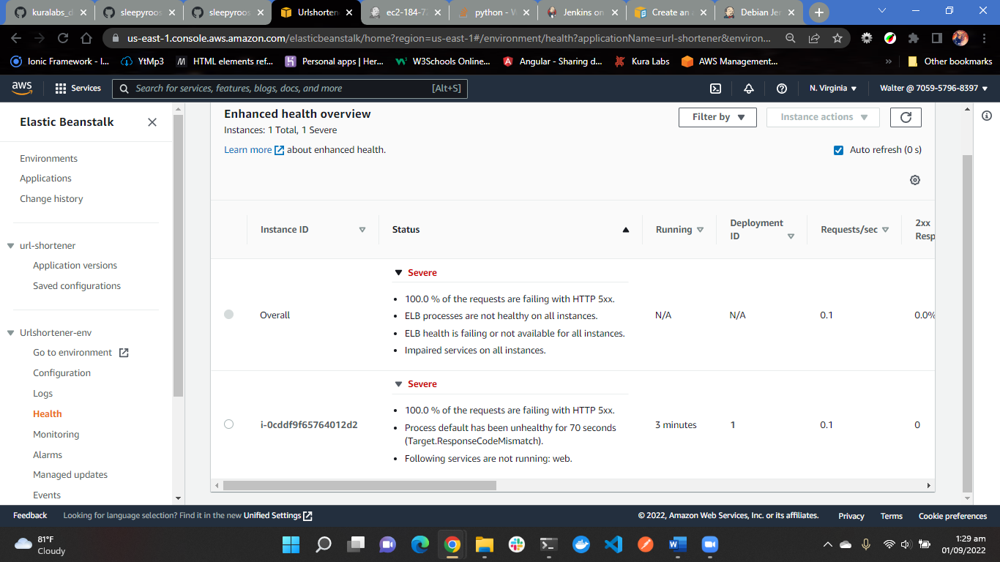 kuralabs_d
sleepyroos
sleepyroos
Urlshorten
ec2-184-7
python - W
Jenkins on
Create an
Debian Jen
us-east-1.console.aws.amazon.com/elasticbeanstalk/home?region=us-east-1#/environment/health?applicationName=url-shortener&environ...
Ionic Framework - I...
YtMp3
HTML elements ref...
Personal apps | Her...
W3Schools Online...
Angular - Sharing d...
Kura Labs
AWS Management...
»
Other bookmarks
aws
Services
Search for services, features, blogs, docs, and more
[Alt+S]
N. Virginia ▼
Walter @ 7059-5796-8397 ▼
Elastic Beanstalk
Environments
Applications
Change history
url-shortener
Application versions
Saved configurations
Urlshortener-env
Go to environment
Configuration
Logs
Health
Monitoring
Alarms
Managed updates
Events
Enhanced health overview
Instances: 1 Total, 1 Severe
Learn more about enhanced health.
Filter by
Instance actions
Auto refresh (0 s)
Instance ID
Status
Running
Deployment
ID
Requests/sec
2xx
Resp
Overall
Severe
• 100.0 % of the requests are failing with HTTP 5xx.
• ELB processes are not healthy on all instances.
• ELB health is failing or not available for all instances.
• Impaired services on all instances.
N/A
N/A
0.1
0.0%
i-0cddf9f65764012d2
Severe
• 100.0 % of the requests are failing with HTTP 5xx.
• Process default has been unhealthy for 70 seconds
(Target.ResponseCodeMismatch).
• Following services are not running: web.
3 minutes
1
0.1
0
Feedback
Looking for language selection? Find it in the new Unified Settings
© 2022, Amazon Web Services, Inc. or its affiliates.
Privacy
Terms
Cookie preferences
81°F
Cloudy
1:29 am
01/09/2022